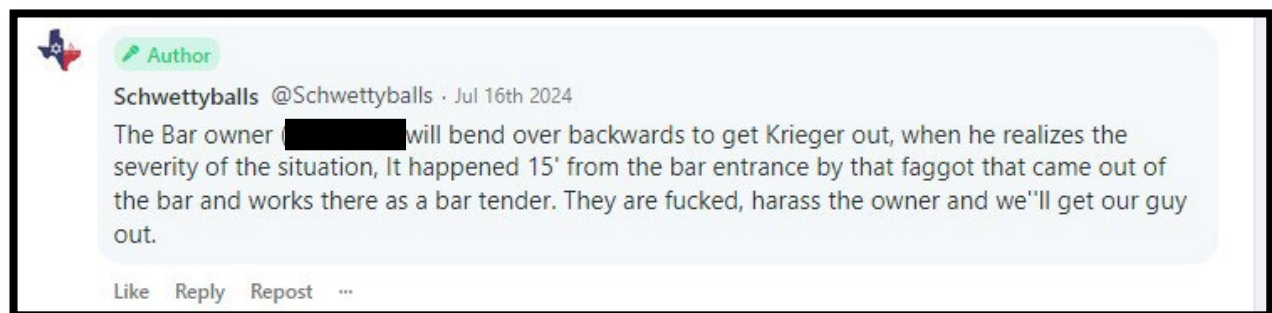 Author
Schwettyballs @Schwettyballs · Jul 16th 2024
The Bar owner ( will bend over backwards to get Krieger out, when he realizes the
severity of the situation, It happened 15' from the bar entrance by that faggot that came out of
the bar and works there as a bar tender. They are fucked, harass the owner and we''ll get our guy
out.
Like Reply Repost ...